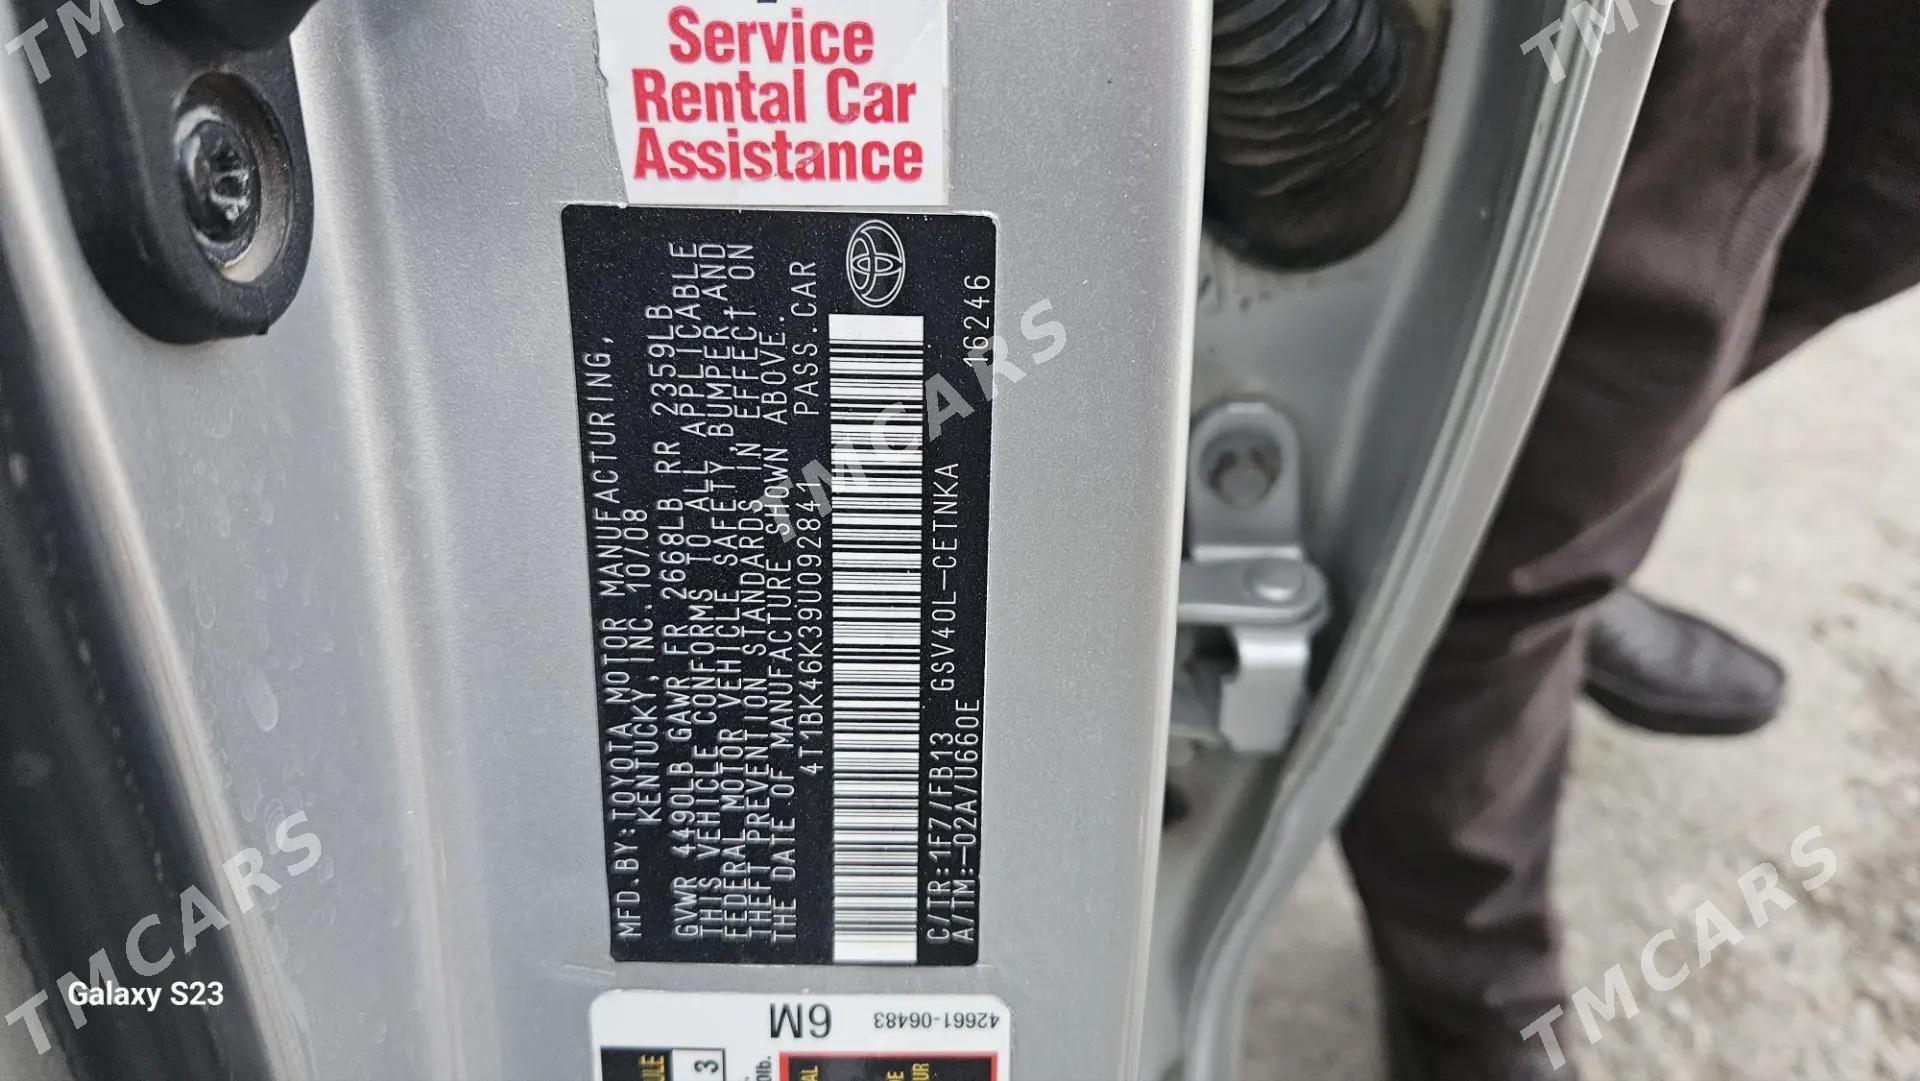 Service
Rental Car
Assistance
MFD.BY:TOYOTA MOTOR MANUFACTURING,
KENTUCKY,INC. 10/08
GVWR 4490LB GAWR FR 2668LB RR 2359LB
THIS VEHICLE CONFORMS TO ALL APPLICABLE
FEDERAL MOTOR VEHICLE SAFETY,BUMPER,AND
THEFT PREVENTION STANDARDS IN EFFECT ON
THE DATE OF MANUFACTURE SHOWN ABOVE.
4T1BK46K39U092841 PASS.CAR
C/TR:1F7/FB13 GSV40L-CETNKA
A/TM:-02A/U660E 16246
6M 42661-06483
3
TMCARS
TMCARS
TMCARS
Galaxy S23